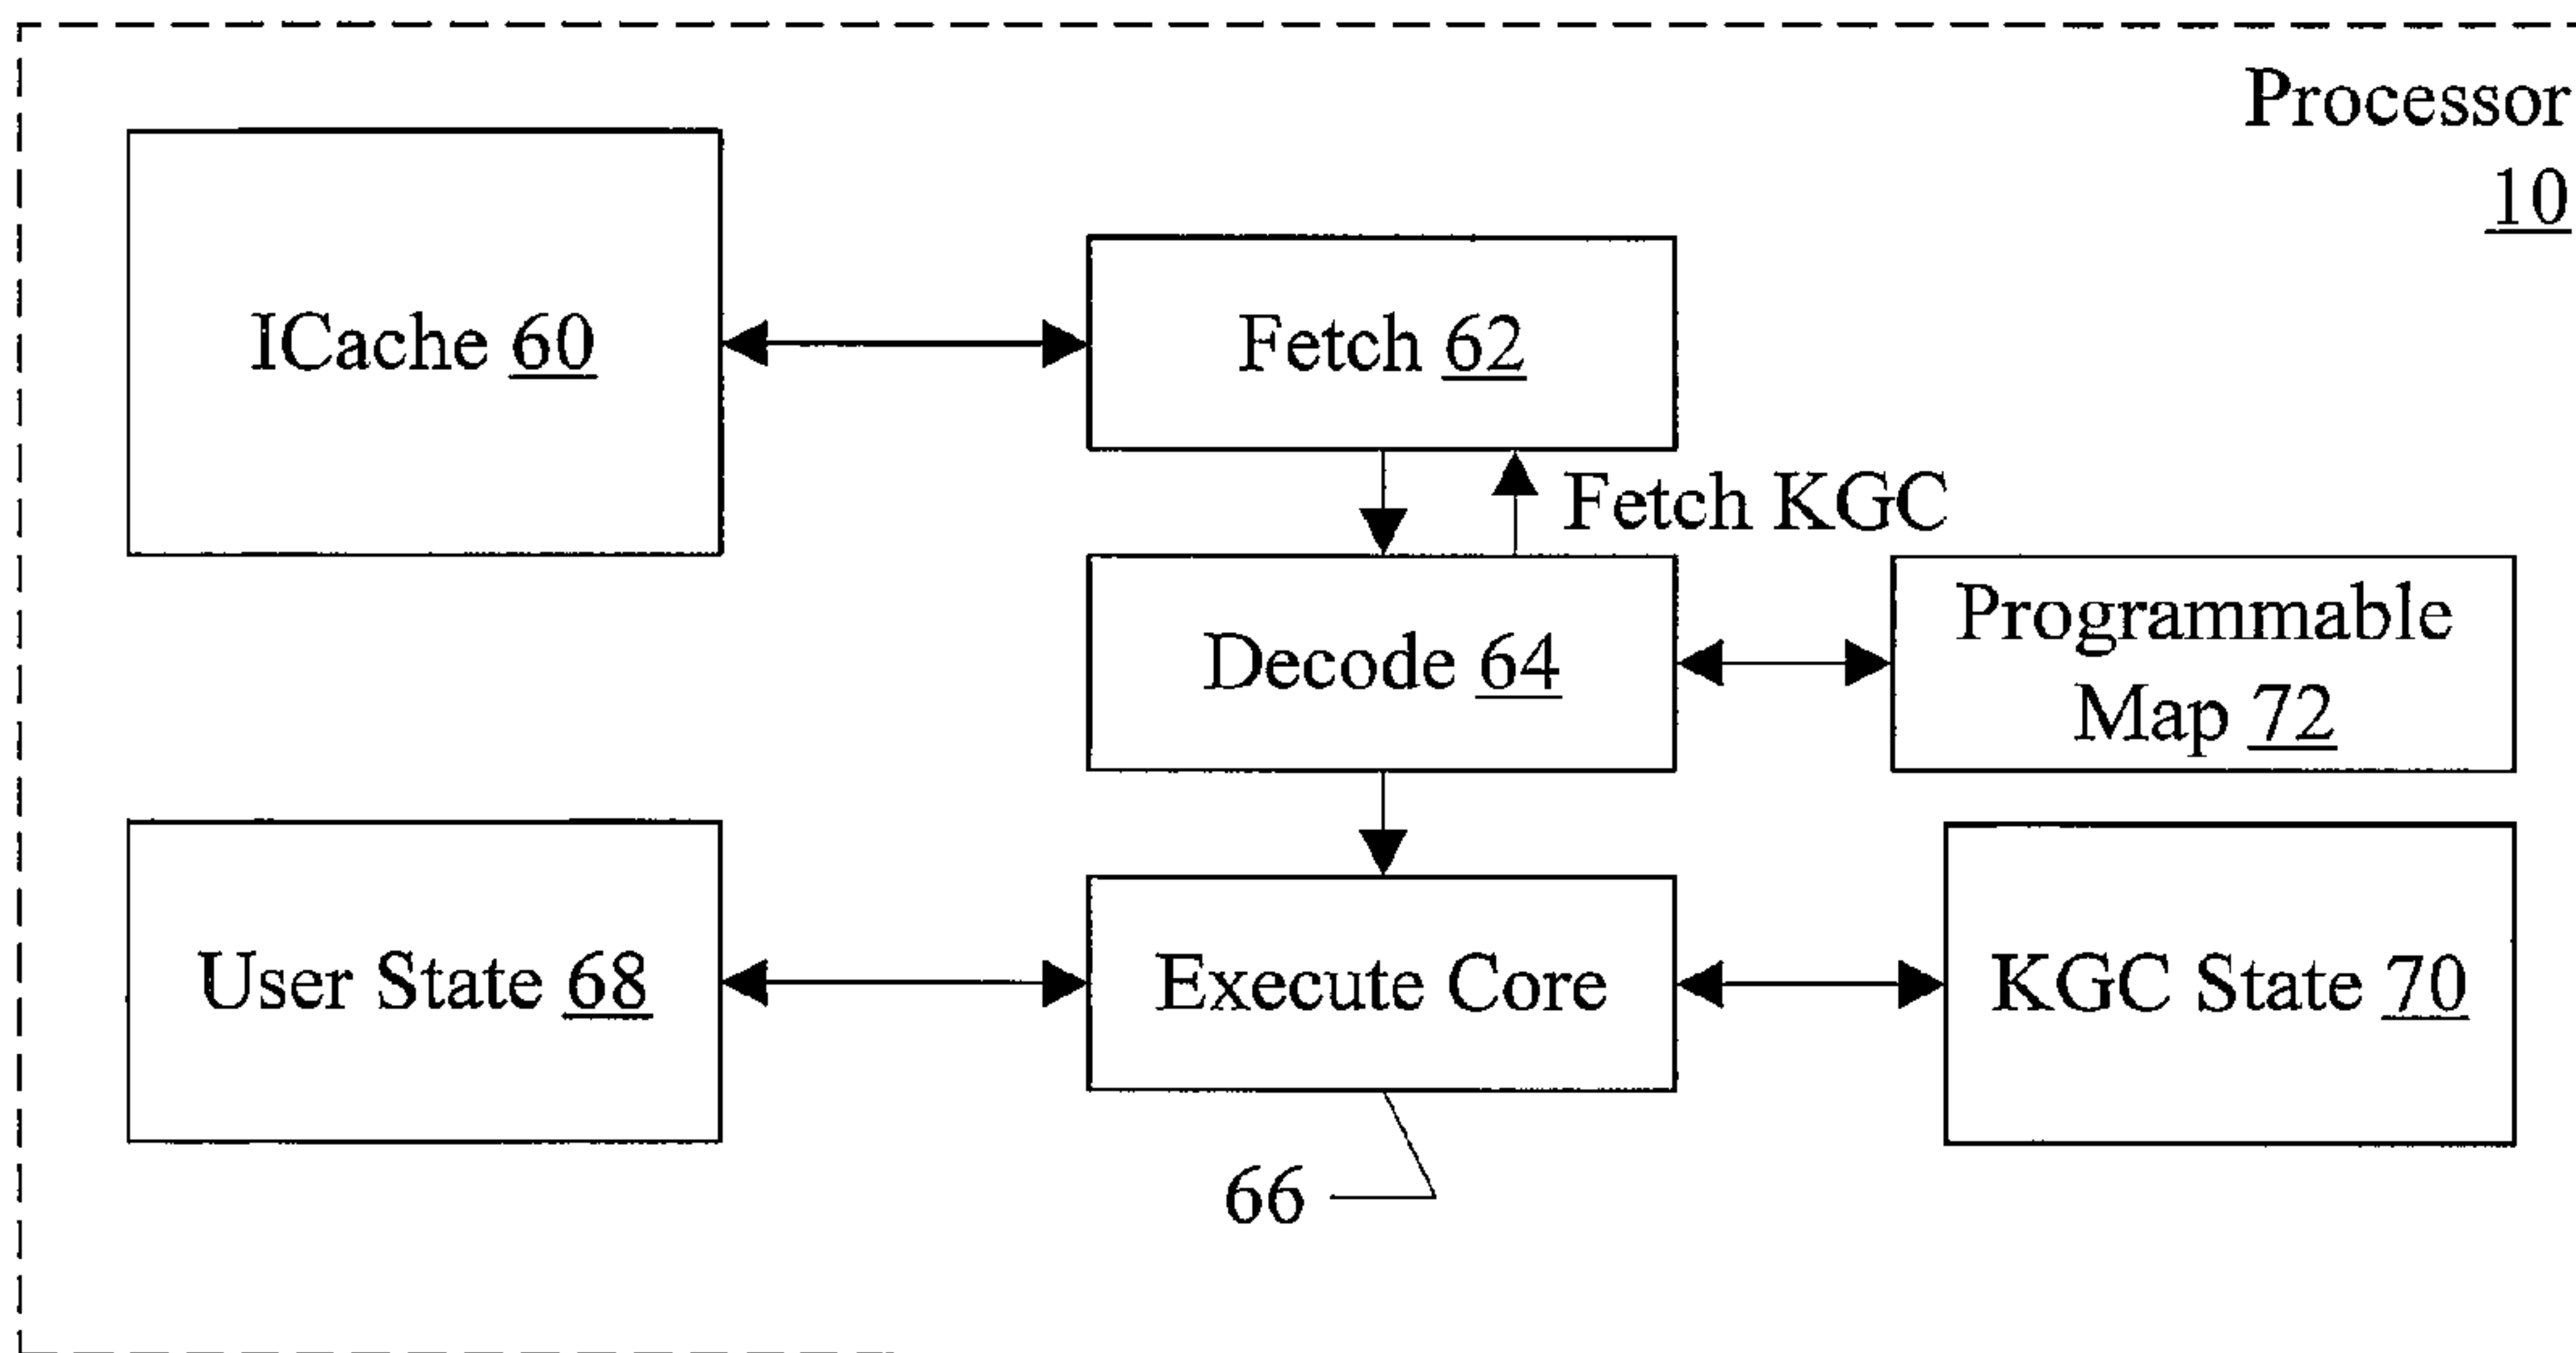 Processor
10
ICache 60
Fetch 62
Fetch KGC
Decode 64
Programmable
Map 72
User State 68
Execute Core
KGC State 70
66